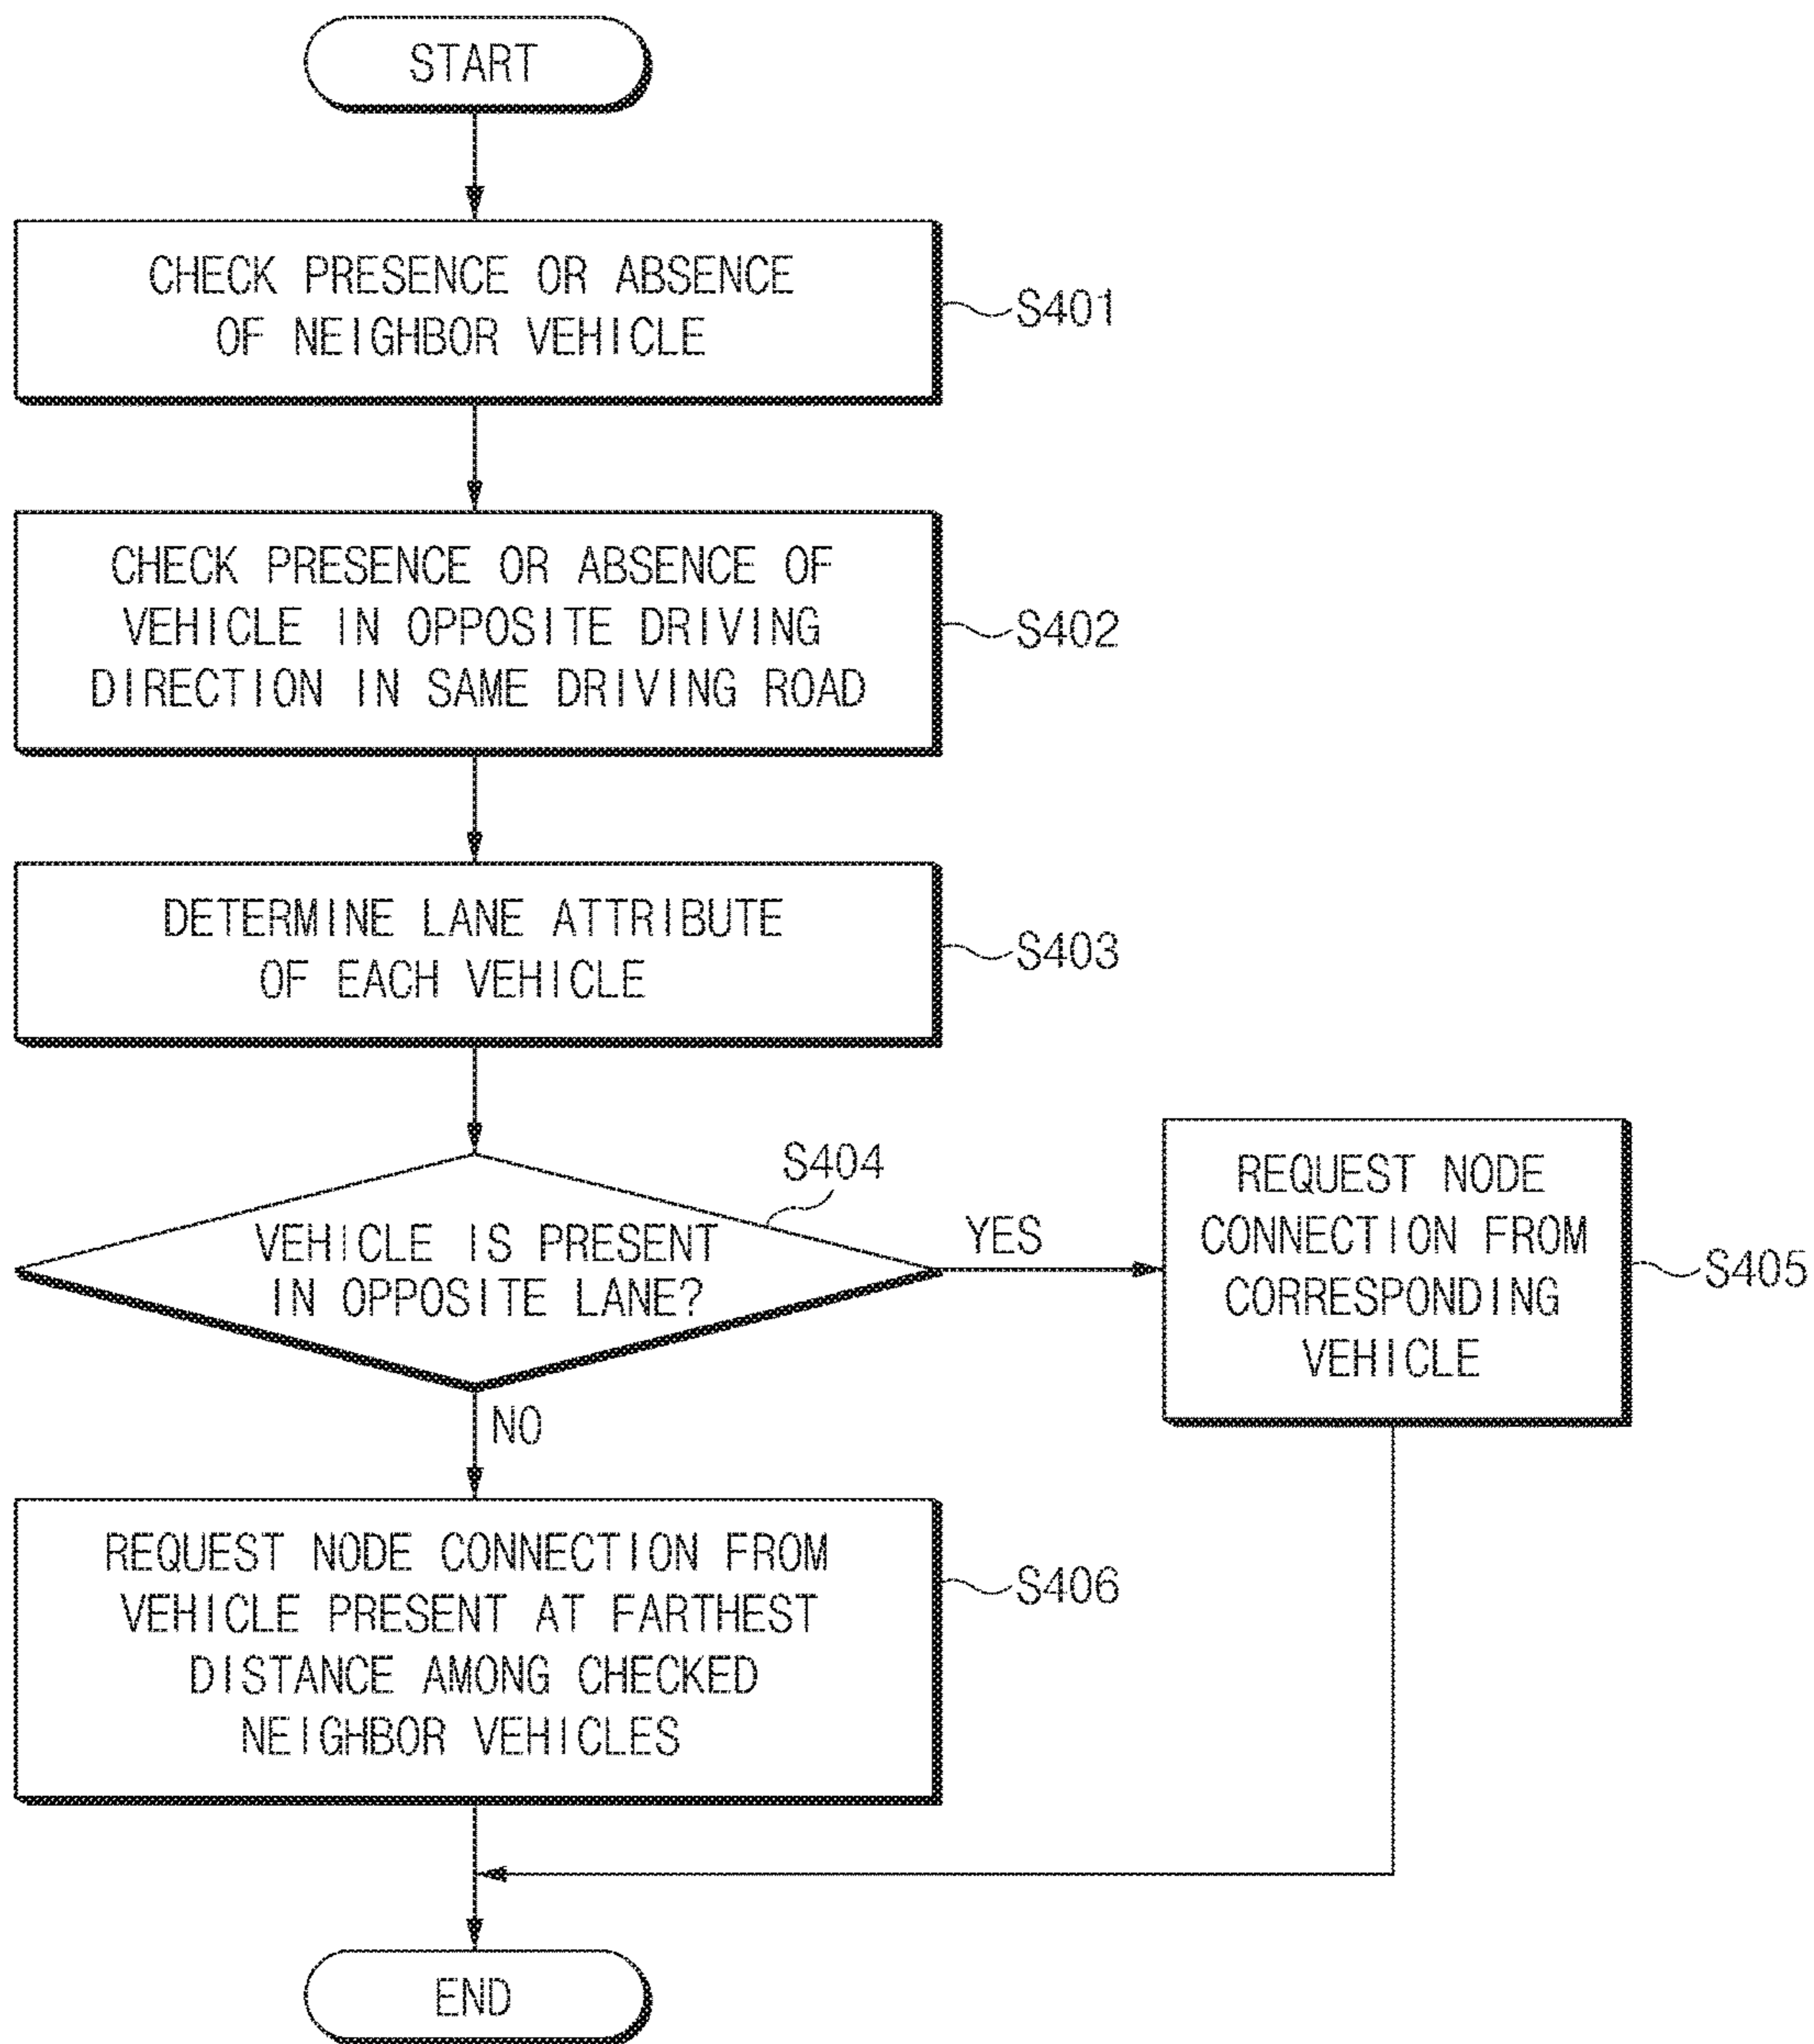 START
CHECK PRESENCE OR ABSENCE
OF NEIGHBOR VEHICLE
S401
CHECK PRESENCE OR ABSENCE OF
VEHICLE IN OPPOSITE DRIVING
DIRECTION IN SAME DRIVING ROAD
S402
DETERMINE LANE ATTRIBUTE
OF EACH VEHICLE
S403
S404
VEHICLE IS PRESENT
IN OPPOSITE LANE?
YES
REQUEST NODE
CONNECTION FROM
CORRESPONDING
VEHICLE
S405
NO
REQUEST NODE CONNECTION FROM
VEHICLE PRESENT AT FARTHEST
DISTANCE AMONG CHECKED
NEIGHBOR VEHICLES
S406
END